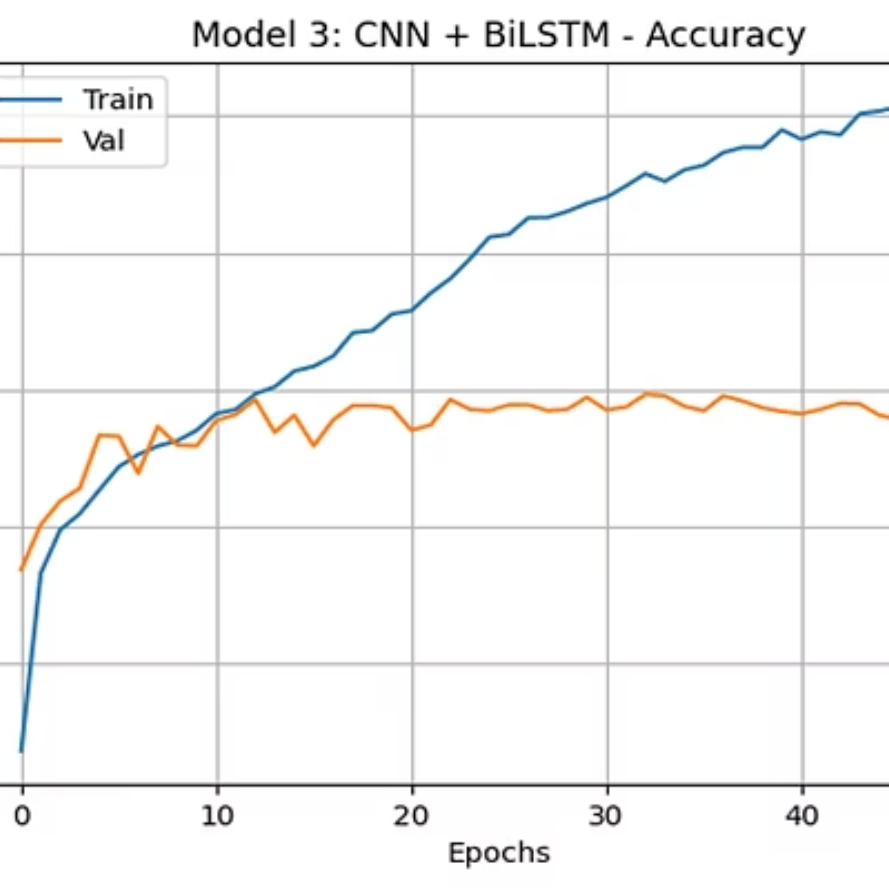 Model 3: CNN + BiLSTM - Accuracy
Train
Val
0 10 20 30 40
Epochs